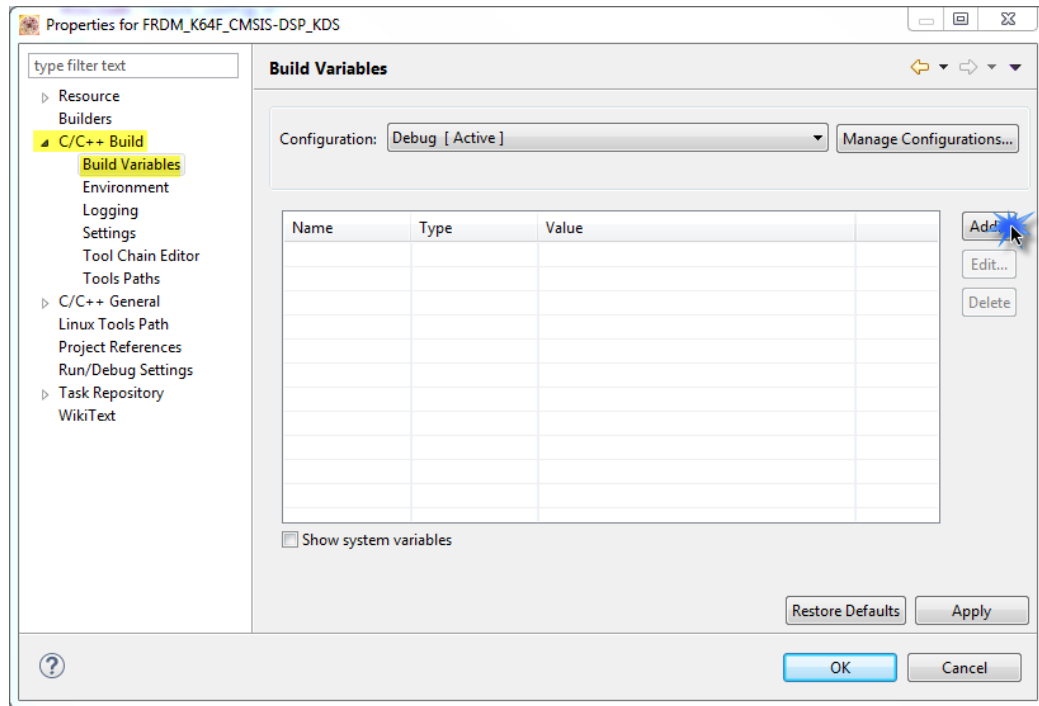 Properties for FRDM_K64F_CMSIS-DSP_KDS
type filter text
Resource
Builders
C/C++ Build
Build Variables
Environment
Logging
Settings
Tool Chain Editor
Tools Paths
C/C++ General
Linux Tools Path
Project References
Run/Debug Settings
Task Repository
WikiText
Build Variables
Configuration: Debug [ Active ] Manage Configurations...
Name Type Value
Add
Edit...
Delete
Show system variables
Restore Defaults Apply
OK Cancel